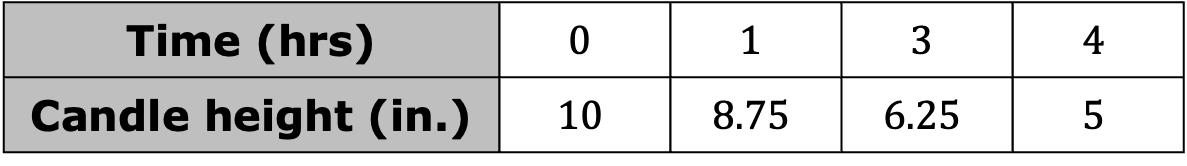 Time (hrs) 0 1 3 4
Candle height (in.) 10 8.75 6.25 5